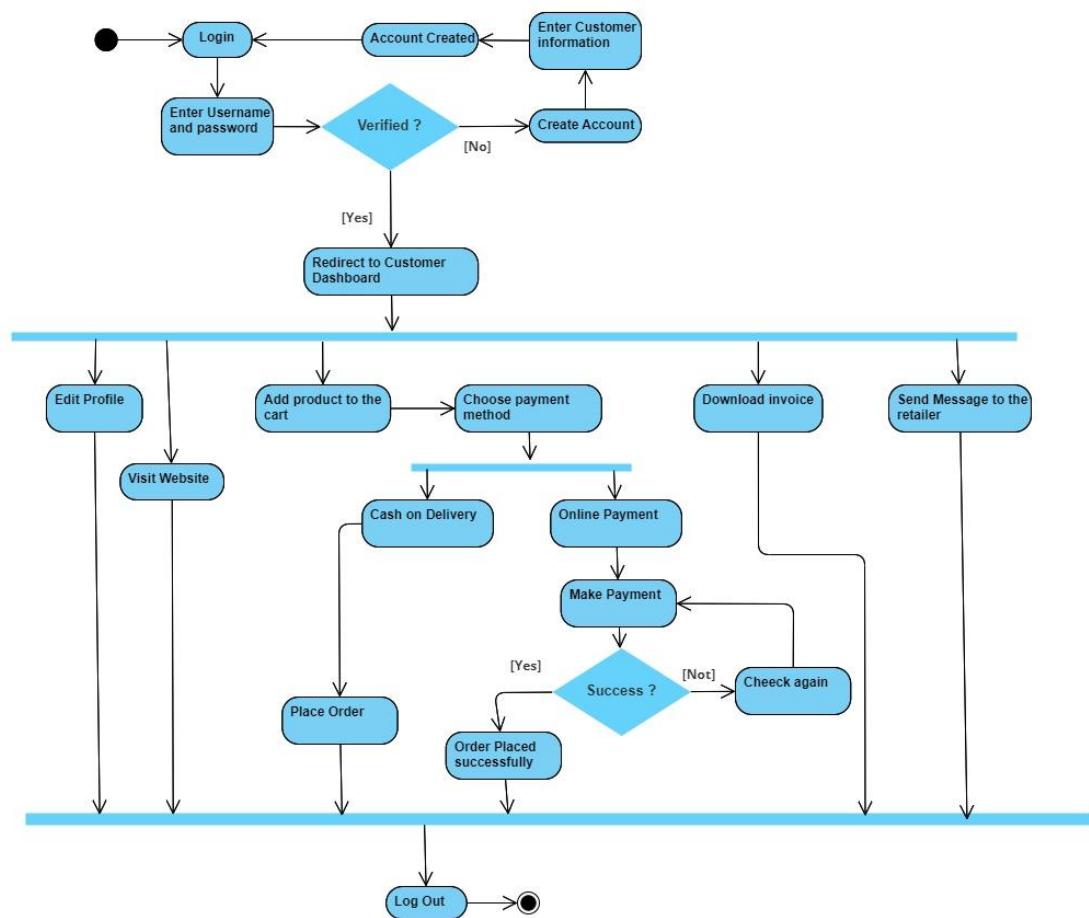 Login
Account Created
Enter Customer
information
Enter Username
and password
Verified ?
[No]
Create Account
[Yes]
Redirect to Customer
Dashboard
Edit Profile
Add product to the
cart
Choose payment
method
Download invoice
Send Message to the
retailer
Visit Website
Cash on Delivery
Online Payment
Make Payment
[Yes]
Success ?
[Not]
Cheeck again
Place Order
Order Placed
successfully
Log Out